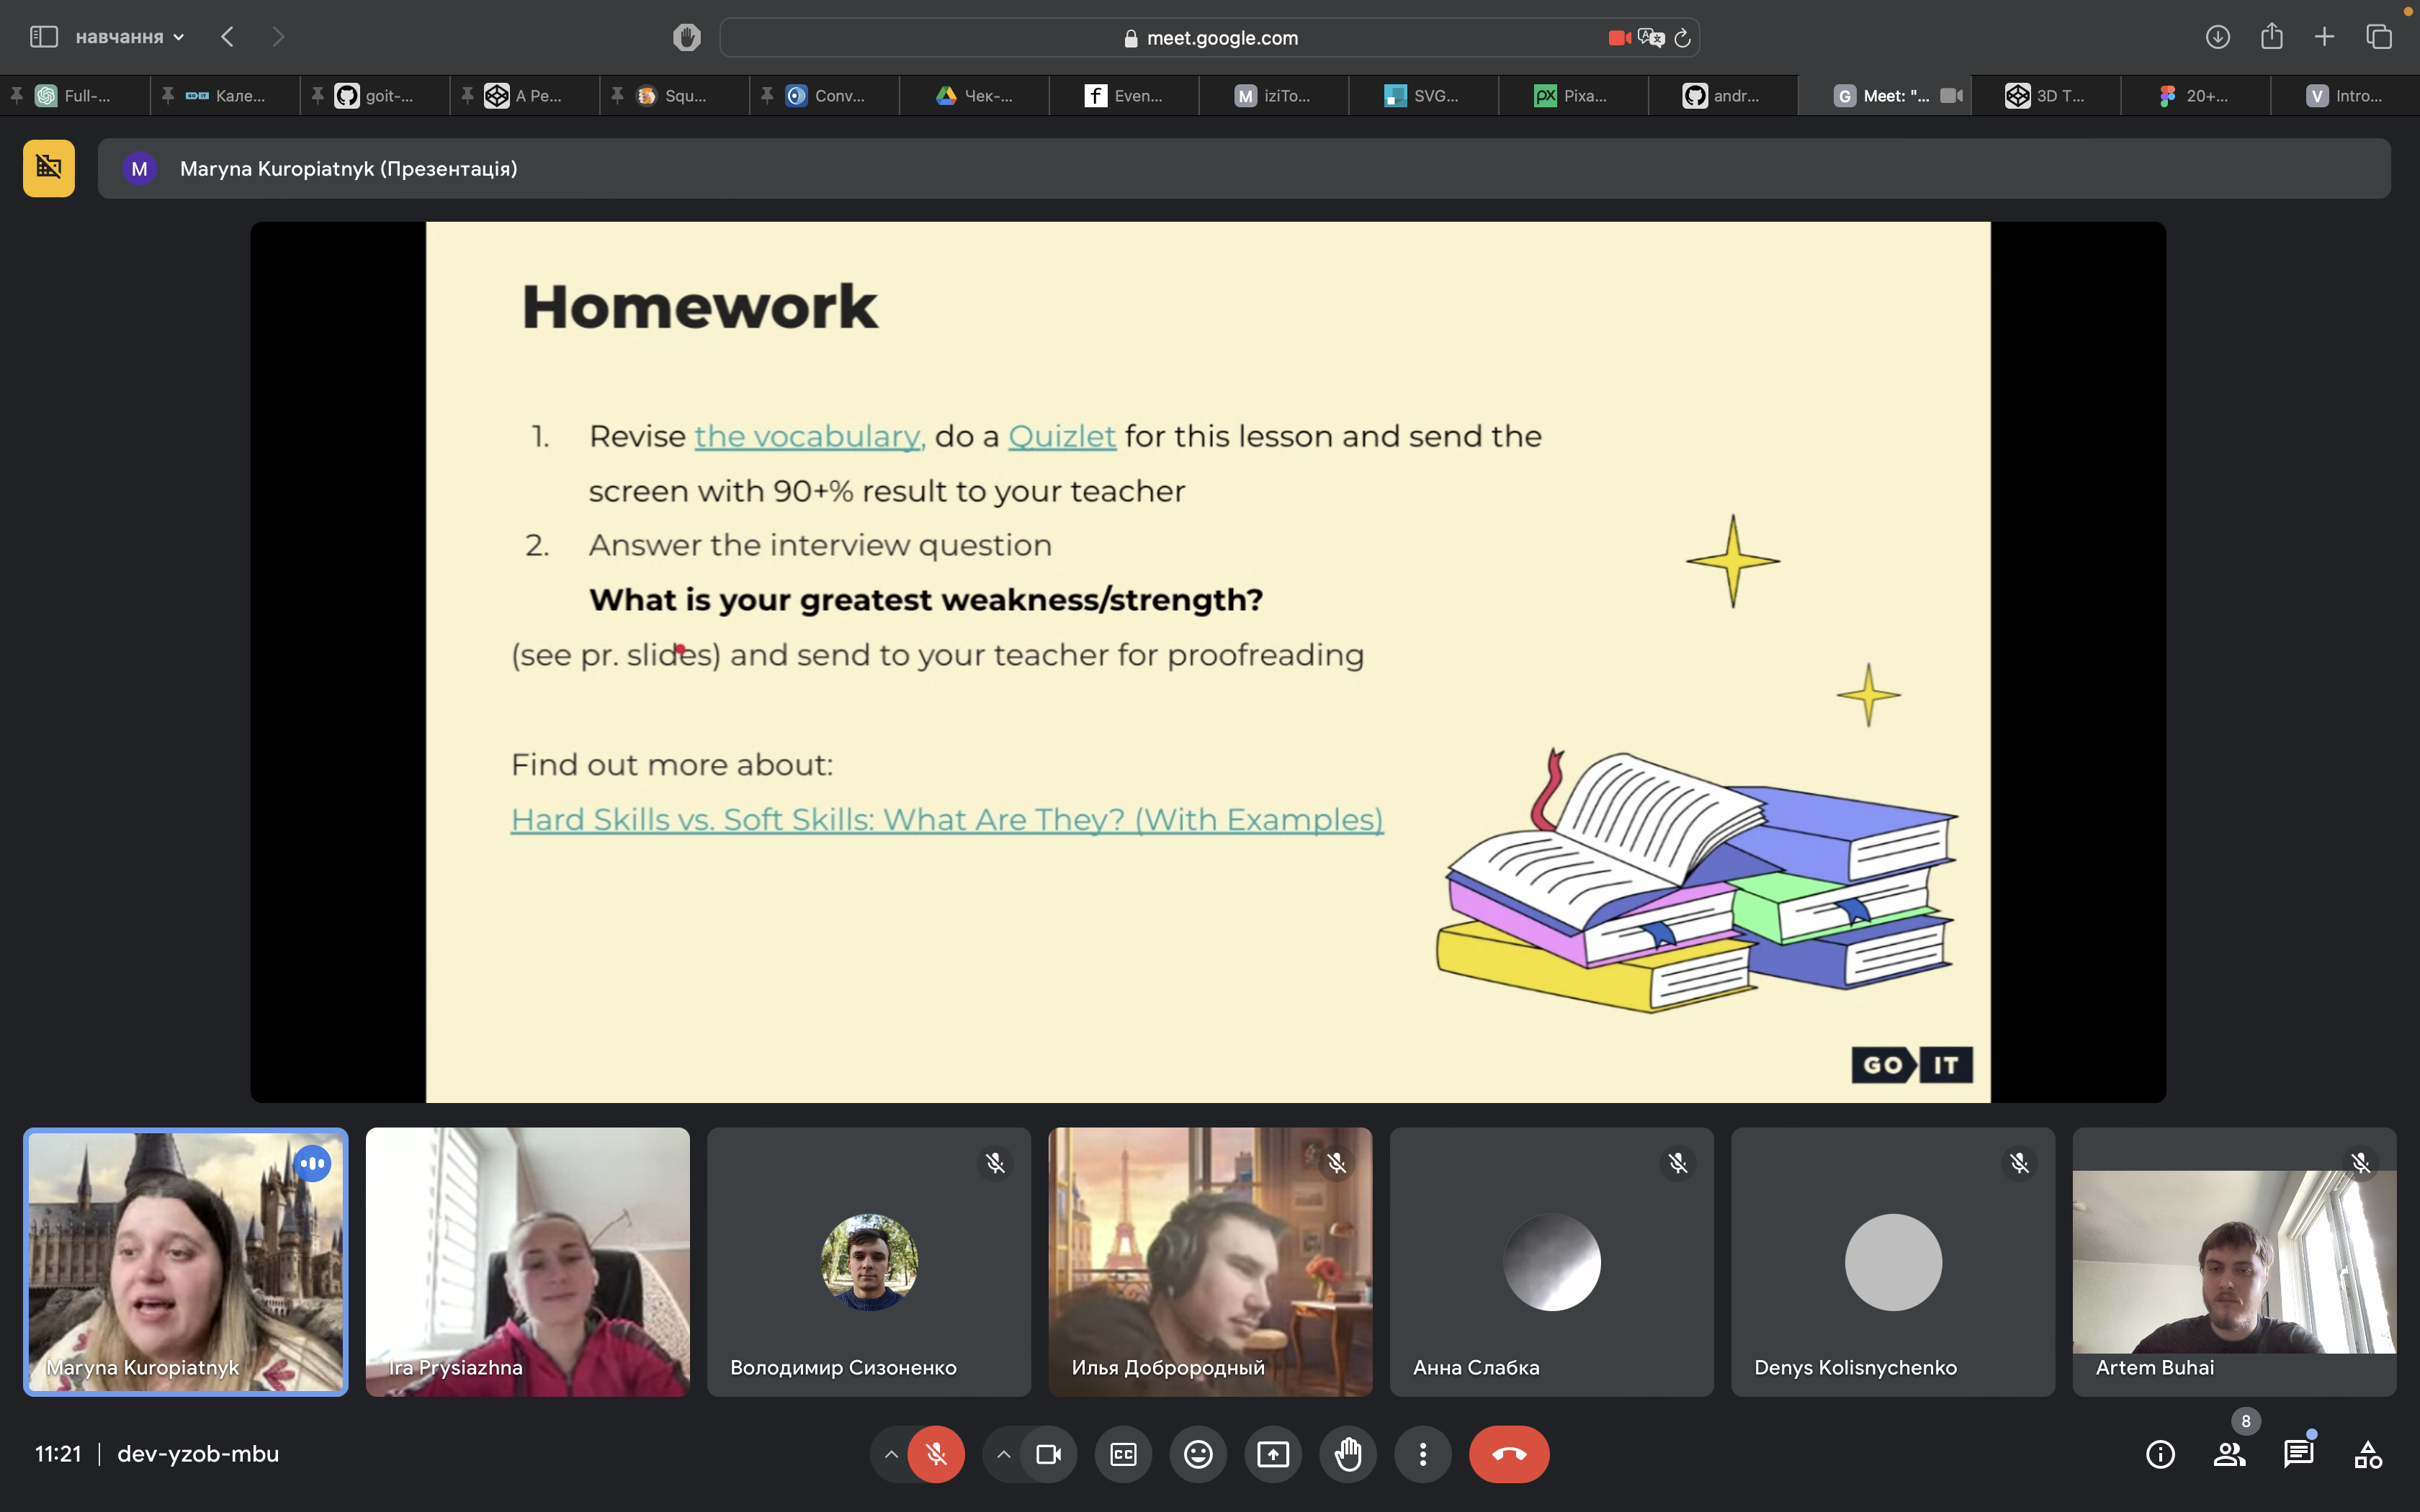 навчання
meet.google.com
Full-...
Кале...
goit-...
A Pe...
Squ...
Conv...
Чек-...
Even...
iziTo...
SVG...
Pixa...
andr...
Meet: "...
3D T...
20+...
Intro...
M
Maryna Kuropiatnyk (Презентація)
Homework
1. Revise the vocabulary, do a Quizlet for this lesson and send the
screen with 90+% result to your teacher
2. Answer the interview question
What is your greatest weakness/strength?
(see pr. slides) and send to your teacher for proofreading
Find out more about:
Hard Skills vs. Soft Skills: What Are They? (With Examples)
GO IT
Maryna Kuropiatnyk
Ira Prysiazhna
Володимир Сизоненко
Илья Доброродный
Анна Слабка
Denys Kolisnychenko
Artem Buhai
11:21 | dev-yzob-mbu
CC
8